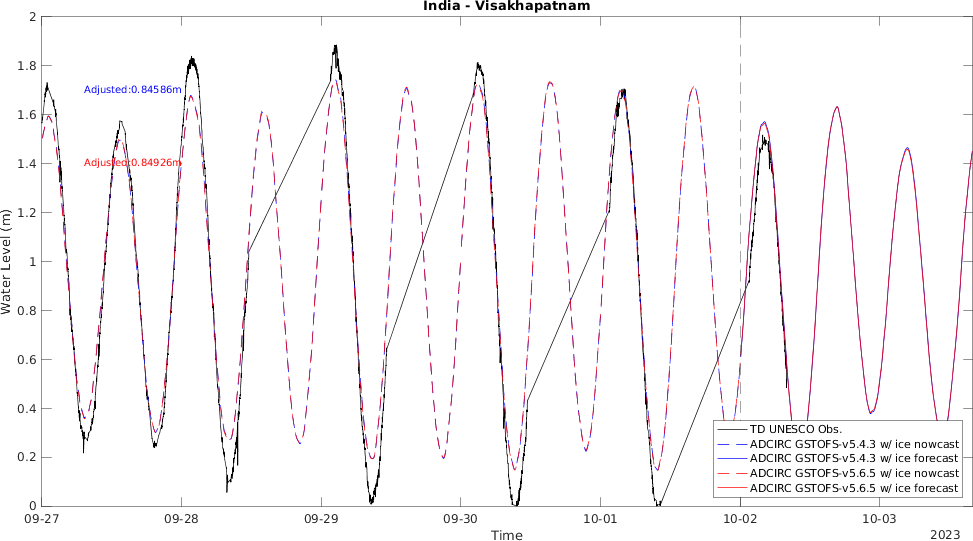 India - Visakhapatnam
2
1.8
1.6
1.4
1.2
1
0.8
0.6
0.4
0.2
0
Water Level (m)
Adjusted:0.84586m
Adjusted:0.84926m
TD UNESCO Obs.
ADCIRC GSTOFS-v5.4.3 w/ ice nowcast
ADCIRC GSTOFS-v5.4.3 w/ ice forecast
ADCIRC GSTOFS-v5.6.5 w/ ice nowcast
ADCIRC GSTOFS-v5.6.5 w/ ice forecast
09-27 09-28 09-29 09-30 10-01 10-02 10-03
Time
2023